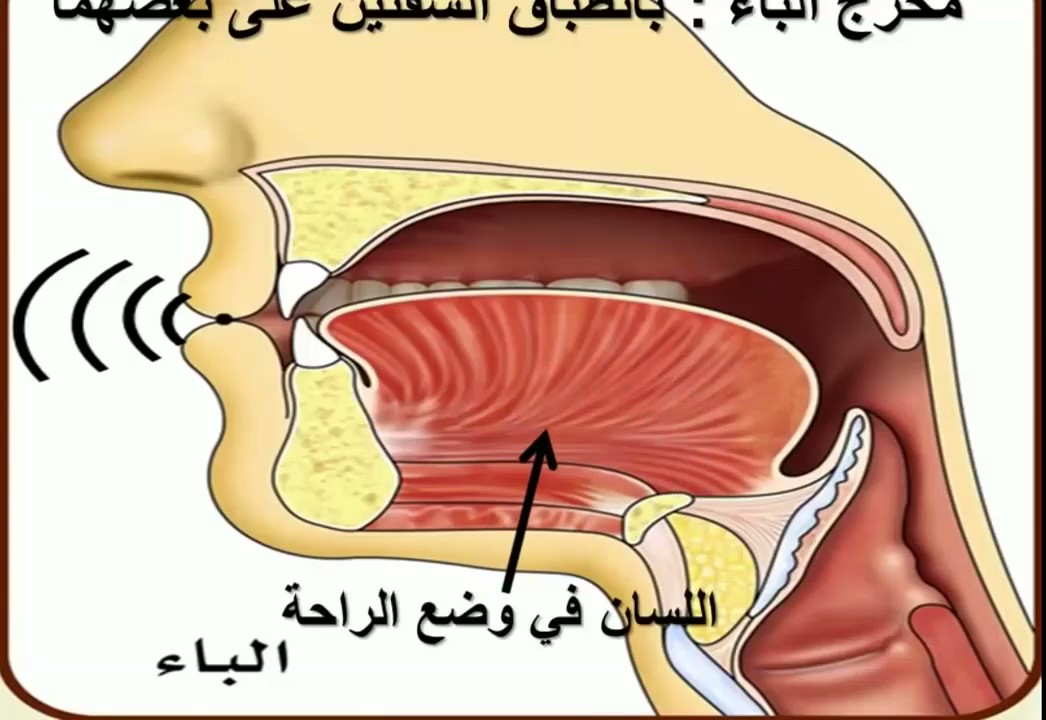 مخرج الباء : بانطباق الشفتين على بعضهما
اللسان في وضع الراحة
الباء